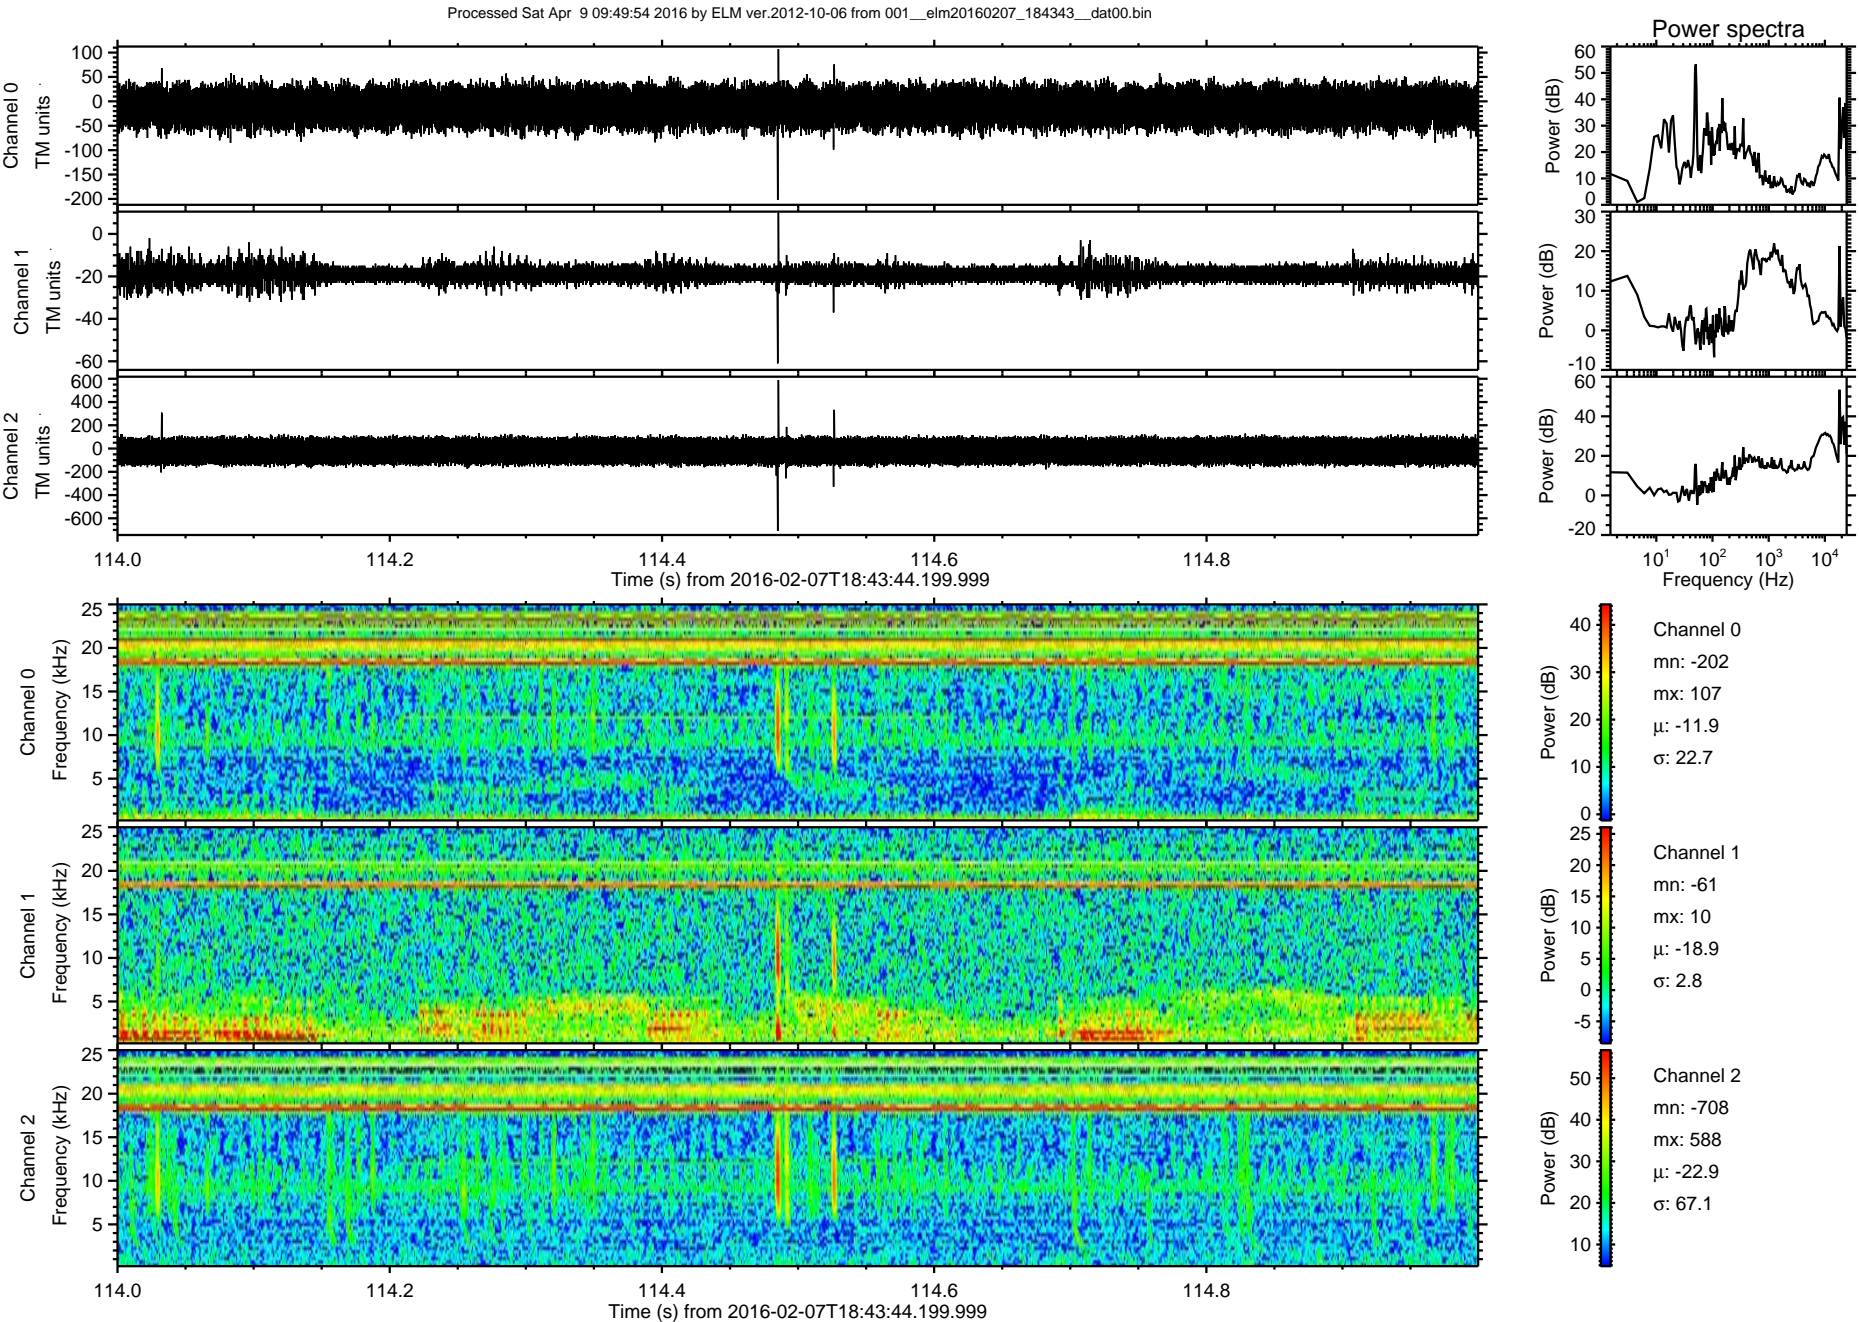 Processed Sat Apr 9 09:49:54 2016 by ELM ver.2012-10-06 from 001__elm20160207_184343__dat00.bin
Power spectra
Channel 0
TM units
100
50
0
-50
-100
-150
-200
Power (dB)
60
50
40
30
20
10
0
Channel 1
TM units
0
-20
-40
-60
Power (dB)
30
20
10
0
-10
Channel 2
TM units
600
400
200
0
-200
-400
-600
Power (dB)
60
40
20
0
-20
114.0 114.2 114.4 114.6 114.8
Time (s) from 2016-02-07T18:43:44.199.999
10¹ 10² 10³ 10⁴
Frequency (Hz)
Channel 0
Frequency (kHz)
25
20
15
10
5
Power (dB)
40
30
20
10
0
Channel 0
mn: -202
mx: 107
μ: -11.9
σ: 22.7
Channel 1
Frequency (kHz)
25
20
15
10
5
Power (dB)
25
20
15
10
5
0
-5
Channel 1
mn: -61
mx: 10
μ: -18.9
σ: 2.8
Channel 2
Frequency (kHz)
25
20
15
10
5
Power (dB)
50
40
30
20
10
Channel 2
mn: -708
mx: 588
μ: -22.9
σ: 67.1
114.0 114.2 114.4 114.6 114.8
Time (s) from 2016-02-07T18:43:44.199.999